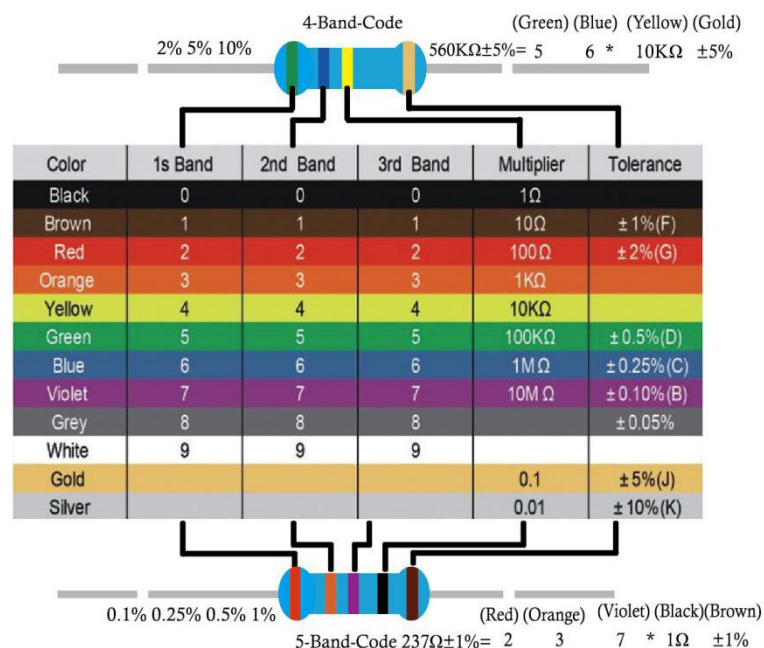 4-Band-Code
(Green) (Blue) (Yellow) (Gold)
2% 5% 10%
560KΩ±5%= 5 6 * 10KΩ ±5%
Color 1s Band 2nd Band 3rd Band Multiplier Tolerance
Black 0 0 0 1Ω
Brown 1 1 1 10Ω ±1%(F)
Red 2 2 2 100Ω ±2%(G)
Orange 3 3 3 1KΩ
Yellow 4 4 4 10KΩ
Green 5 5 5 100KΩ ±0.5%(D)
Blue 6 6 6 1MΩ ±0.25%(C)
Violet 7 7 7 10MΩ ±0.10%(B)
Grey 8 8 8 ±0.05%
White 9 9 9
Gold 0.1 ±5%(J)
Silver 0.01 ±10%(K)
0.1% 0.25% 0.5% 1%
(Red) (Orange) (Violet) (Black)(Brown)
5-Band-Code 237Ω±1%= 2 3 7 * 1Ω ±1%